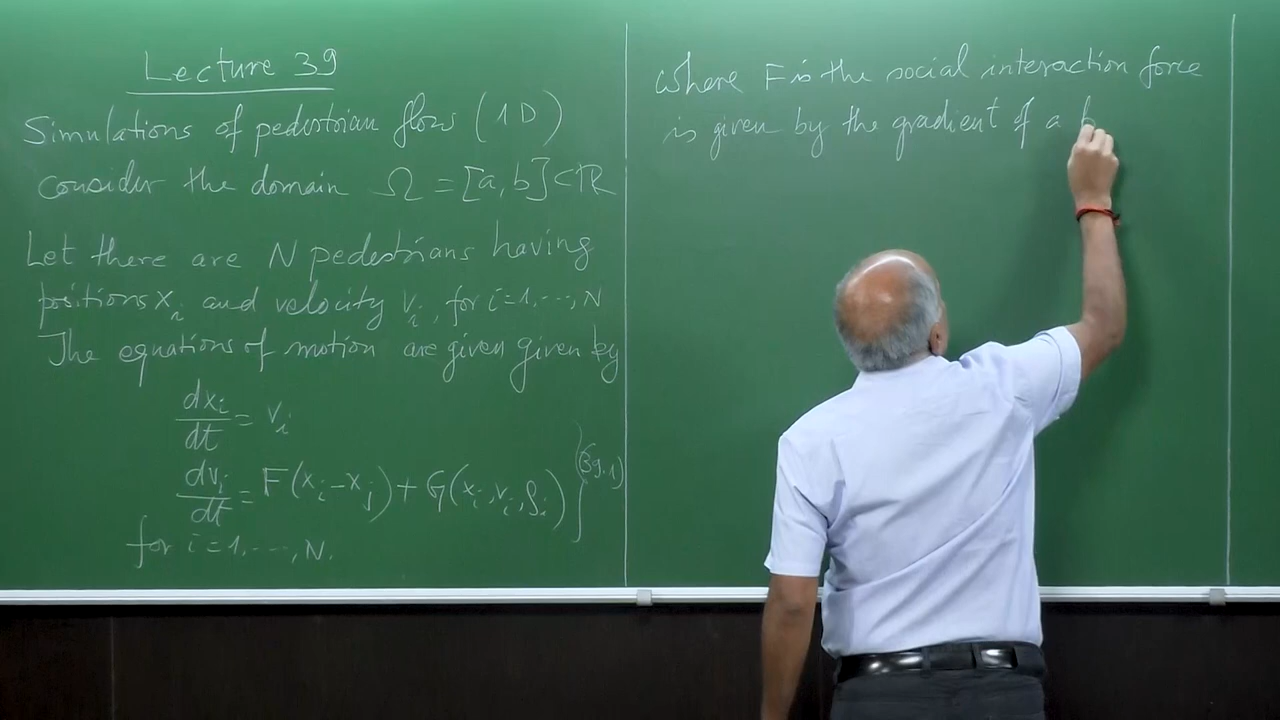 Lecture 39
Simulations of pedestrian flow (1D)
Consider the domain Ω = [a, b] ⊂ ℝ
Let there are N pedestrians having
positions x_i and velocity v_i, for i=1,---,N
The equations of motion are given given by
dx_i/dt = v_i
dv_i/dt = F(x_i - x_j) + G(x_i, v_i, ρ_i) (39.1)
for i=1,---,N.
where F is the social interaction force
is given by the gradient of a